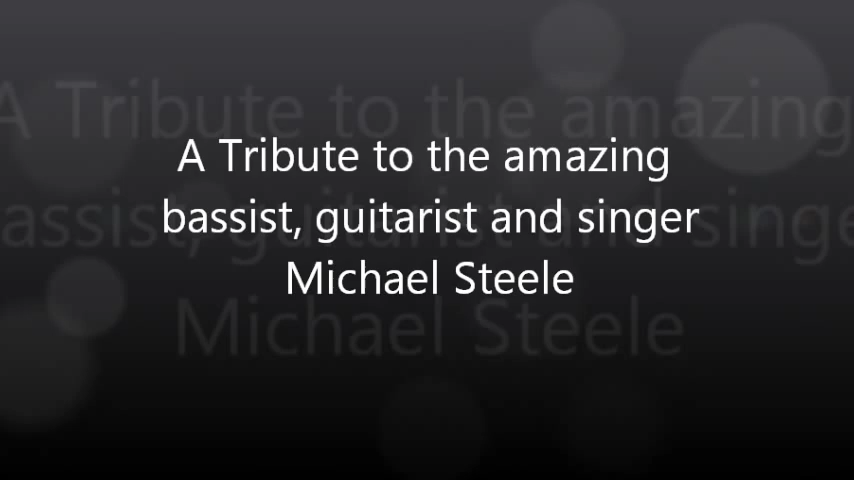 A Tribute to the amazing
bassist, guitarist and singer
Michael Steele